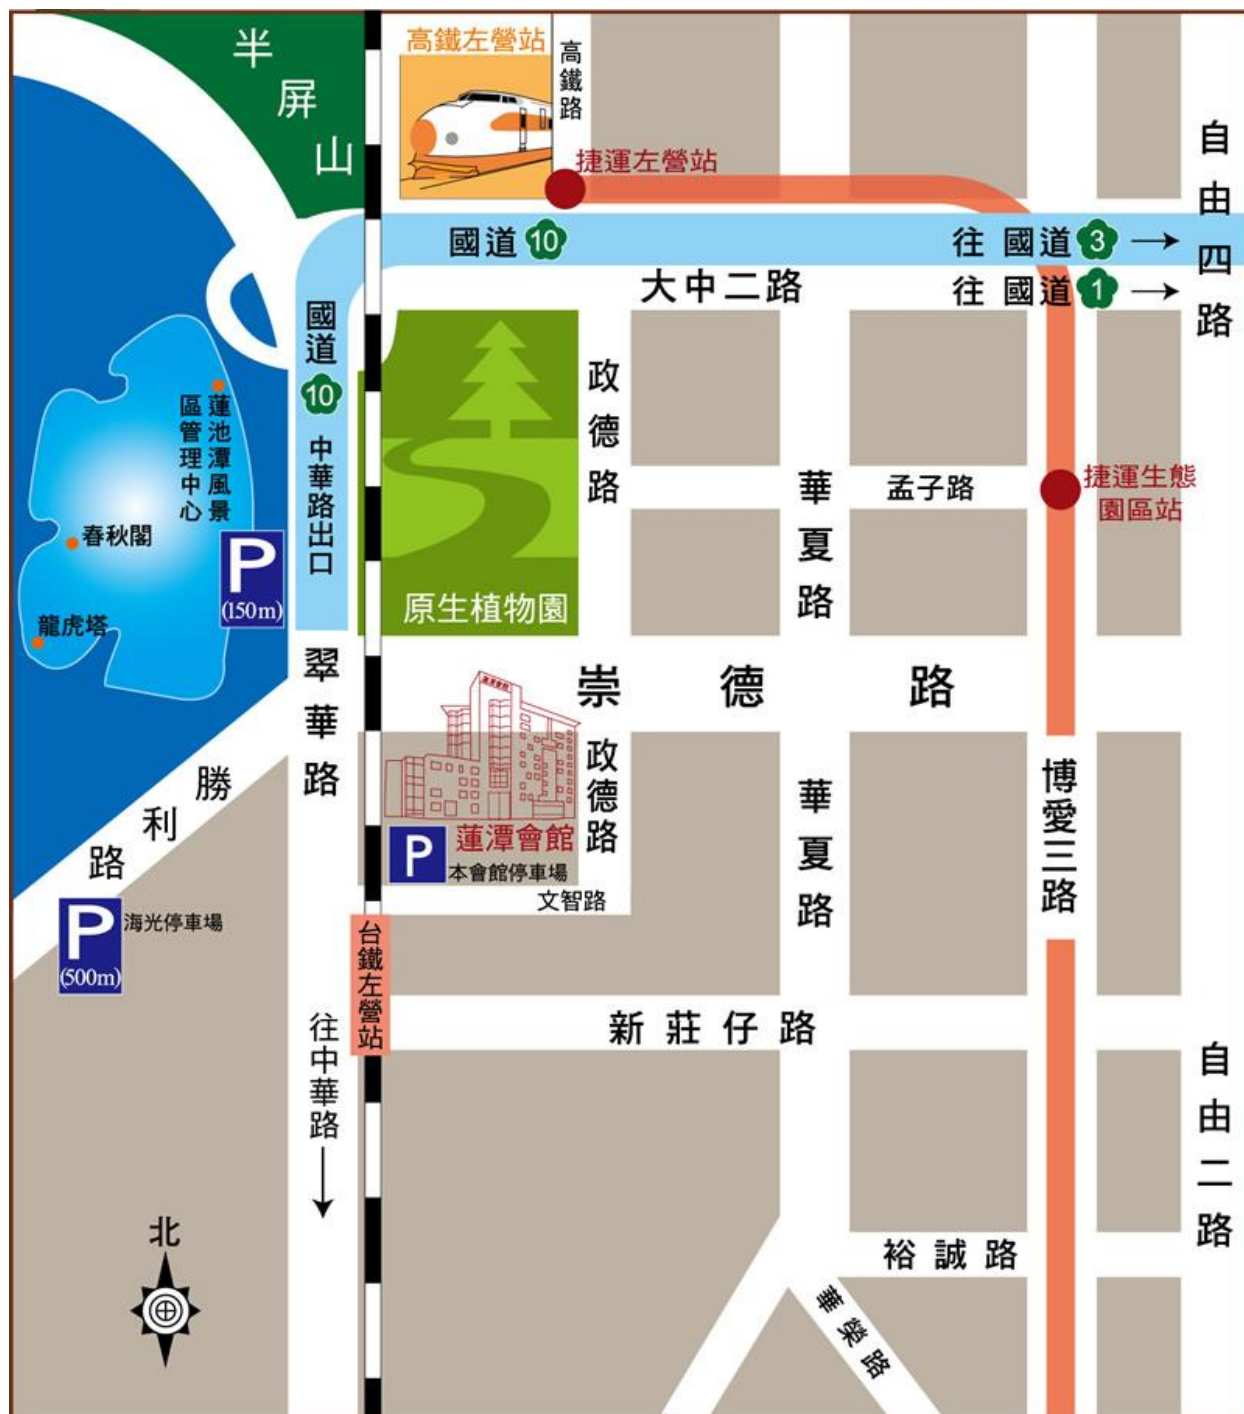 半屏山
高鐵左營站
高鐵路
捷運左營站
自由四路
國道 10
往 國道 3
大中二路
往 國道 1
國道 10 中華路出口
政德路
蓮池潭風景
區管理中心
華夏路
孟子路
捷運生態
園區站
春秋閣
P
(150m)
原生植物園
龍虎塔
翠華路
崇德路
蓮潭會館
政德路
華夏路
博愛三路
勝利路
P
蓮潭會館
本會館停車場
文智路
P
(500m)
海光停車場
台鐵左營站
往中華路
新莊仔路
自由二路
北
裕誠路
華榮路